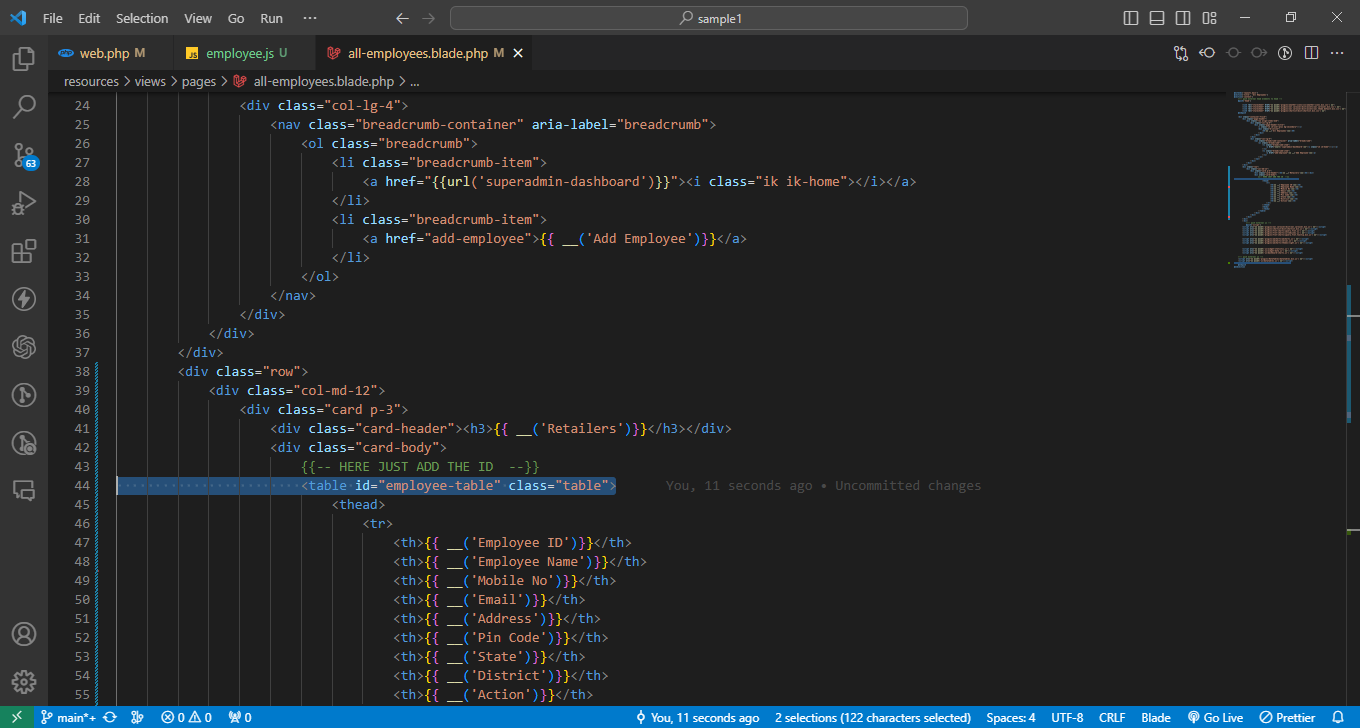 File Edit Selection View Go Run ··· sample1
web.php M employee.js U all-employees.blade.php M
resources > views > pages > all-employees.blade.php > ...
24 <div class="col-lg-4">
25 <nav class="breadcrumb-container" aria-label="breadcrumb">
26 <ol class="breadcrumb">
27 <li class="breadcrumb-item">
28 <a href="{{url('superadmin-dashboard')}}"><i class="ik ik-home"></i></a>
29 </li>
30 <li class="breadcrumb-item">
31 <a href="add-employee">{{ __('Add Employee')}}</a>
32 </li>
33 </ol>
34 </nav>
35 </div>
36 </div>
37 </div>
38 <div class="row">
39 <div class="col-md-12">
40 <div class="card p-3">
41 <div class="card-header"><h3>{{ __('Retailers')}}</h3></div>
42 <div class="card-body">
43 {{-- HERE JUST ADD THE ID  --}}
44 <table id="employee-table" class="table"> You, 11 seconds ago • Uncommitted changes
45 <thead>
46 <tr>
47 <th>{{ __('Employee ID')}}</th>
48 <th>{{ __('Employee Name')}}</th>
49 <th>{{ __('Mobile No')}}</th>
50 <th>{{ __('Email')}}</th>
51 <th>{{ __('Address')}}</th>
52 <th>{{ __('Pin Code')}}</th>
53 <th>{{ __('State')}}</th>
54 <th>{{ __('District')}}</th>
55 <th>{{ __('Action')}}</th>
63
main*+ 0 0 0 You, 11 seconds ago 2 selections (122 characters selected) Spaces: 4 UTF-8 CRLF Blade Go Live Prettier